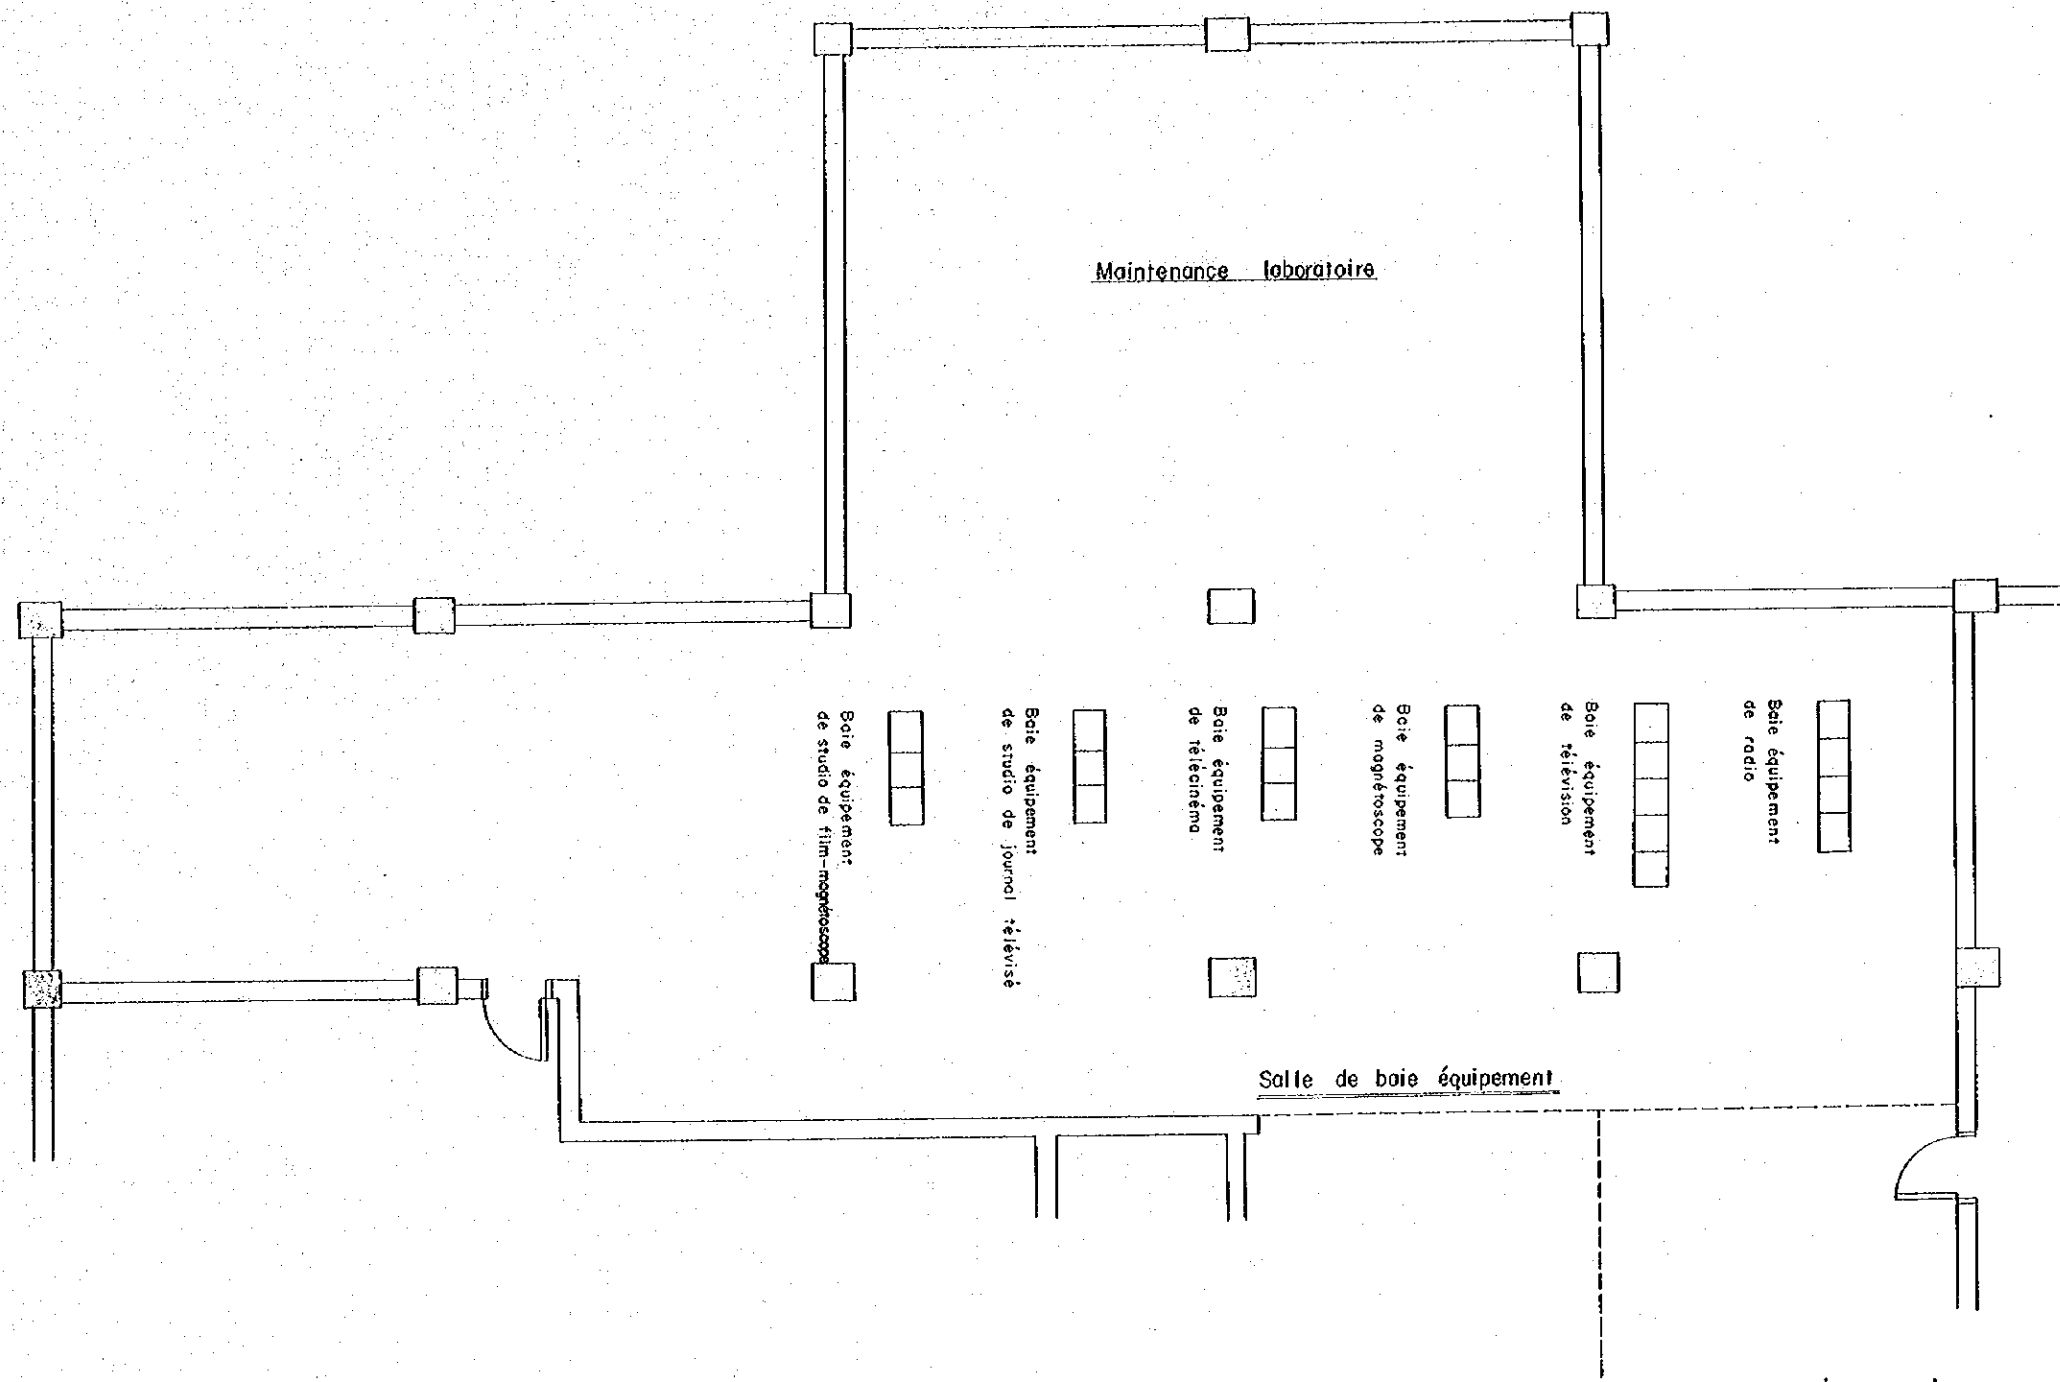 Maintenance laboratoire
Baie équipement
de studio de film-magnétoscope
Baie équipement
de studio de journal télévisé
Baie équipement
de télécinéma
Baie équipement
de magnétoscope
Baie équipement
de télévision
Baie équipement
de radio
Salle de baie équipement